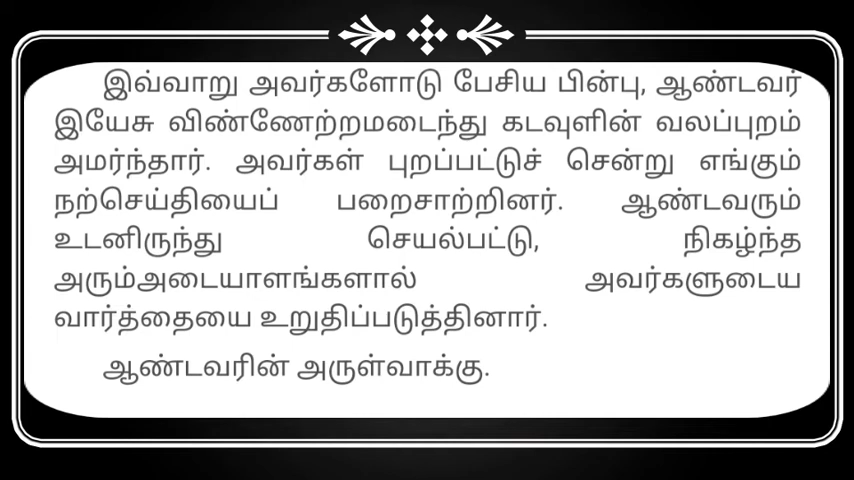 இவ்வாறு அவர்களோடு பேசிய பின்பு, ஆண்டவர்
இயேசு விண்ணேற்றமடைந்து கடவுளின் வலப்புறம்
அமர்ந்தார். அவர்கள் புறப்பட்டுச் சென்று எங்கும்
நற்செய்தியைப் பறைசாற்றினர். ஆண்டவரும்
உடனிருந்து செயல்பட்டு, நிகழ்ந்த
அரும்அடையாளங்களால் அவர்களுடைய
வார்த்தையை உறுதிப்படுத்தினார்.
ஆண்டவரின் அருள்வாக்கு.